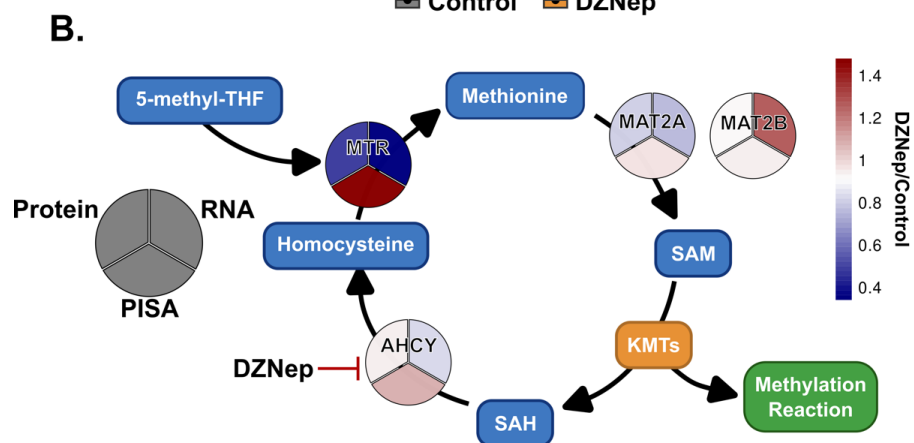 Control DZNep
B.
5-methyl-THF
Methionine
MTR
MAT2A
MAT2B
1.4
1.2
1
0.8
0.6
0.4
DZNep/Control
Protein
RNA
PISA
Homocysteine
SAM
AHCY
DZNep
KMTs
SAH
Methylation
Reaction